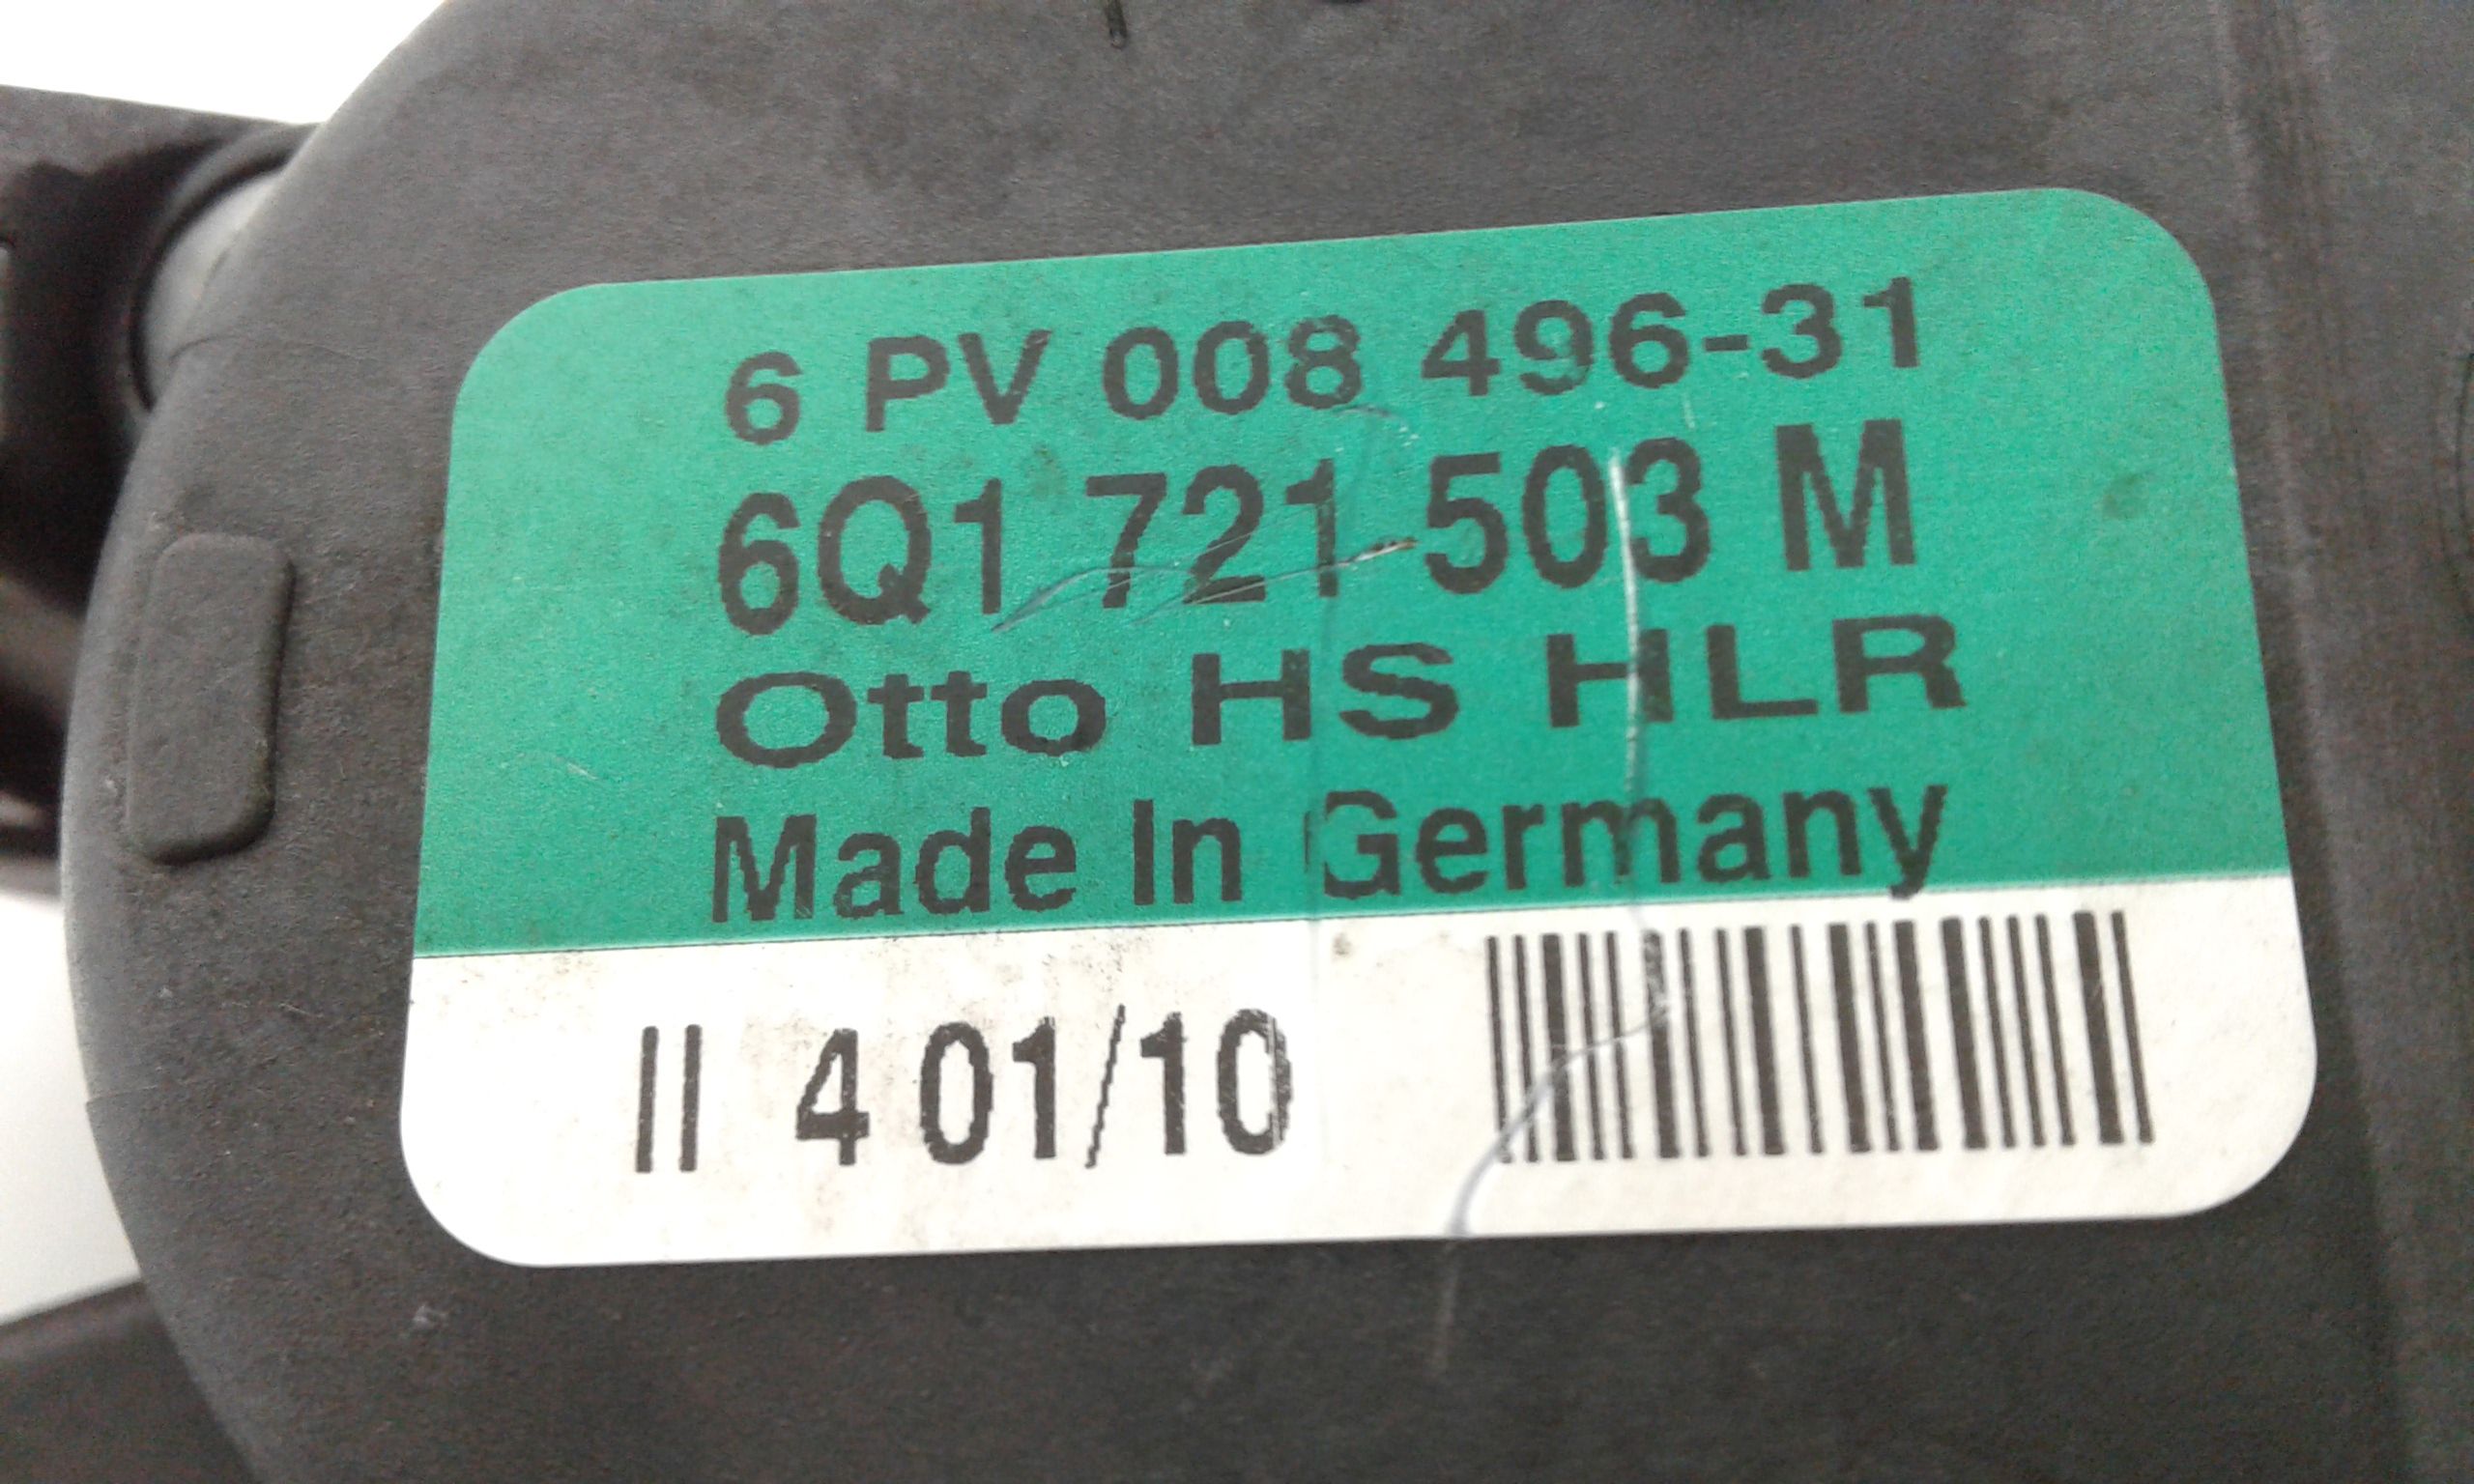 6 PV 008 496-31
6Q1 721 503 M
Otto HS HLR
Made In Germany
II 4 01/10